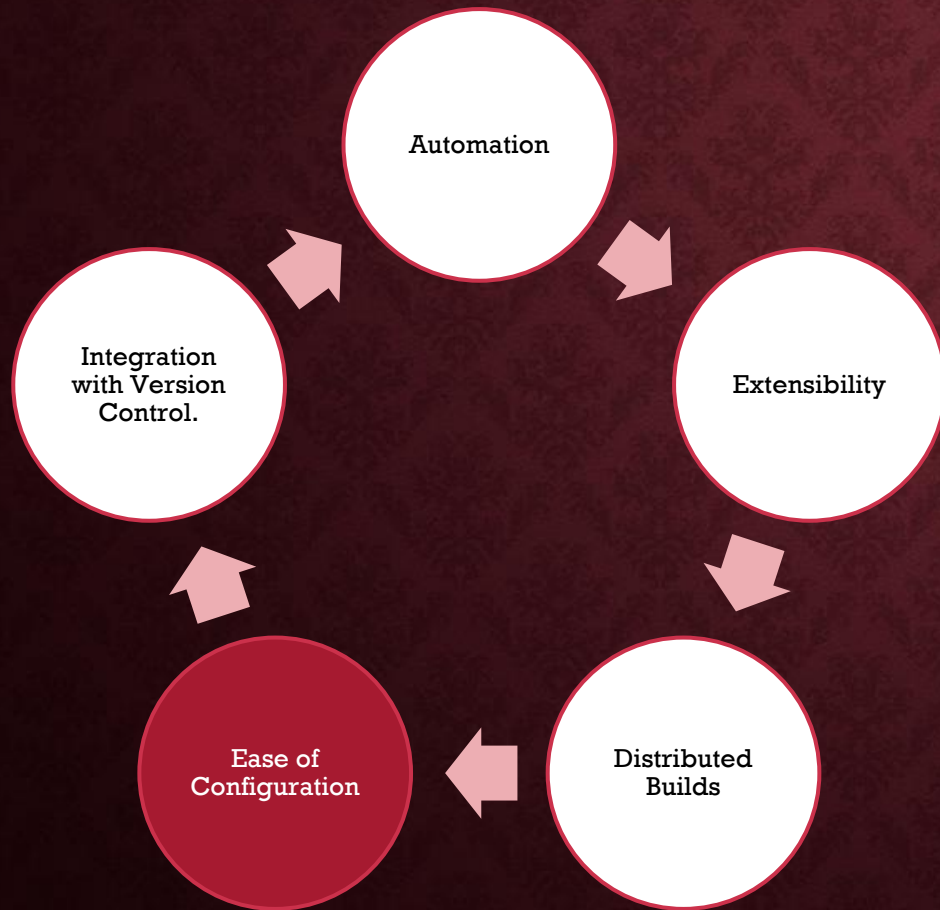 Automation
Extensibility
Distributed
Builds
Ease of
Configuration
Integration
with Version
Control.